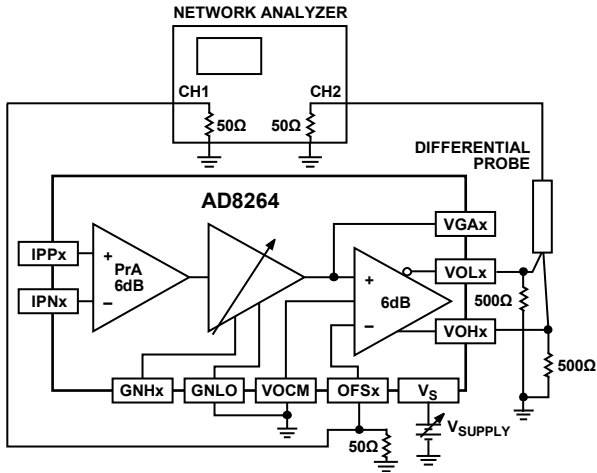 NETWORK ANALYZER
CH1
CH2
50Ω
50Ω
DIFFERENTIAL
PROBE
AD8264
VGAx
IPPx
+
PrA
6dB
–
IPNx
+
6dB
–
VOLx
500Ω
VOHx
500Ω
GNHx
GNLO
VOCM
OFSx
VS
50Ω
VSUPPLY